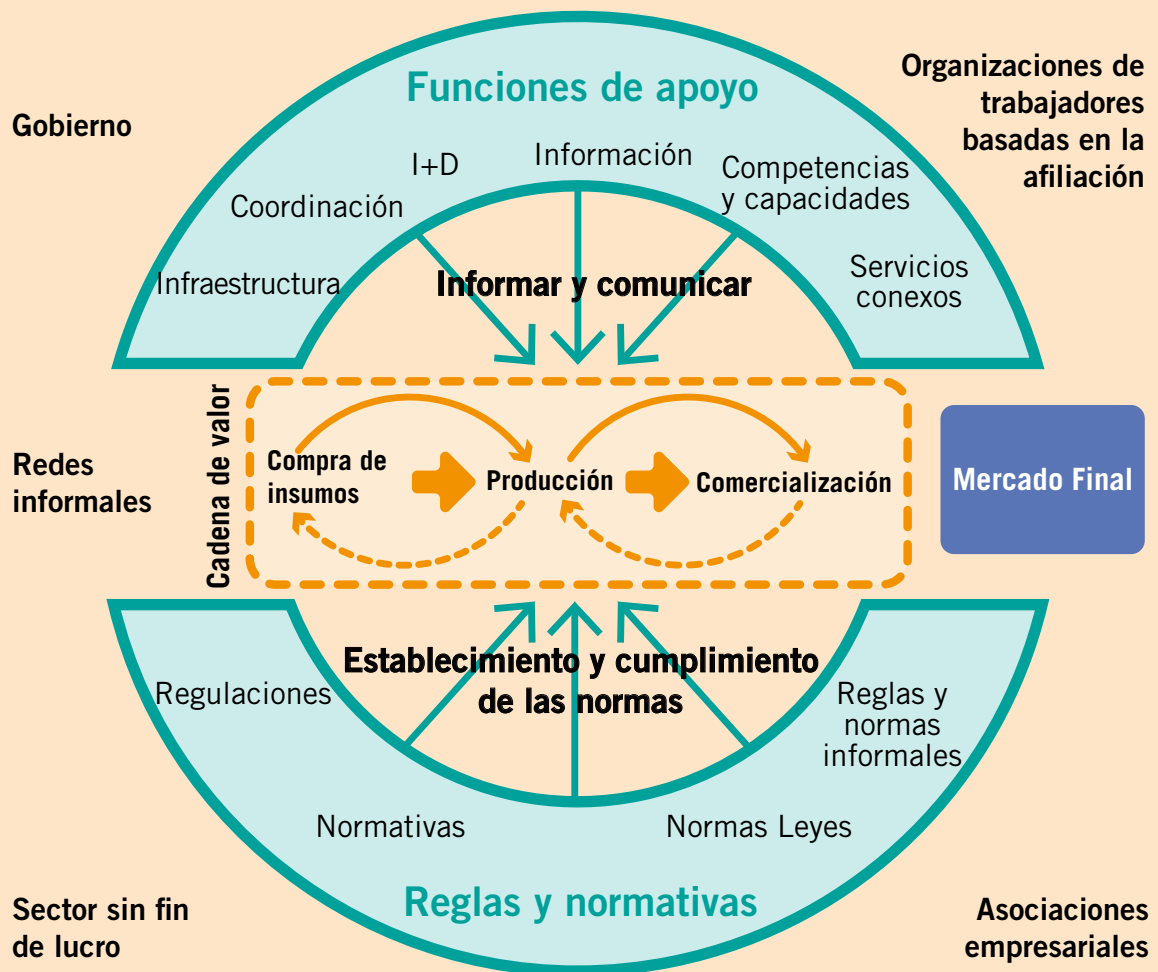 Funciones de apoyo
Gobierno
Organizaciones de
trabajadores
basadas en la
afiliación
Infraestructura
Coordinación
I+D
Información
Competencias
y capacidades
Servicios
conexos
Informar y comunicar
Redes
informales
Cadena de valor
Compra de
insumos
Producción
Comercialización
Mercado Final
Establecimiento y cumplimiento
de las normas
Regulaciones
Normativas
Normas Leyes
Reglas y
normas
informales
Reglas y normativas
Sector sin fin
de lucro
Asociaciones
empresariales